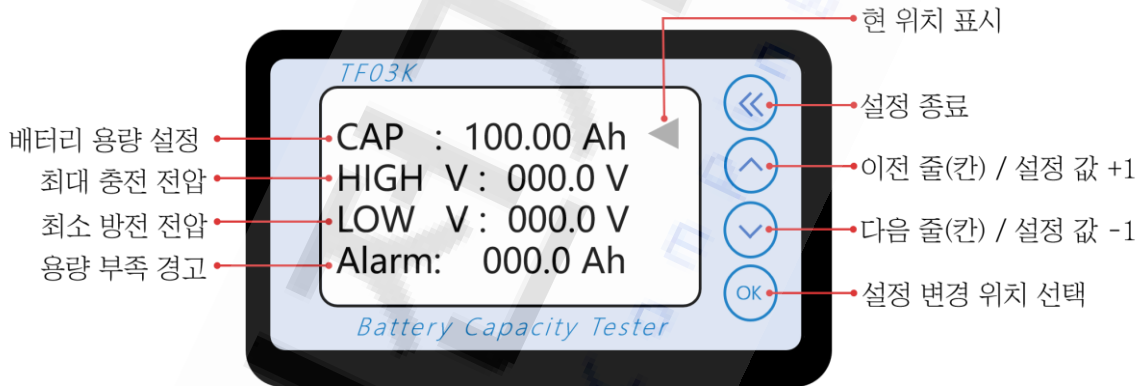 현 위치 표시
TF03K
배터리 용량 설정
CAP : 100.00 Ah
설정 종료
최대 충전 전압
HIGH V : 000.0 V
이전 줄(칸) / 설정 값 +1
최소 방전 전압
LOW V : 000.0 V
다음 줄(칸) / 설정 값 -1
용량 부족 경고
Alarm: 000.0 Ah
OK
설정 변경 위치 선택
Battery Capacity Tester